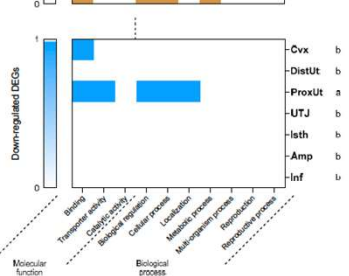 0
1
Down-regulated DEGs
0
Cvx b
DistUt b
ProxUt a
UTJ b
Isth b
Amp b
Inf b
Binding
Transporter activity
Catalytic activity
Biological regulation
Cellular process
Localization
Metabolic process
Multi-organism process
Reproduction
Reproductive process
Molecular
function
Biological
process